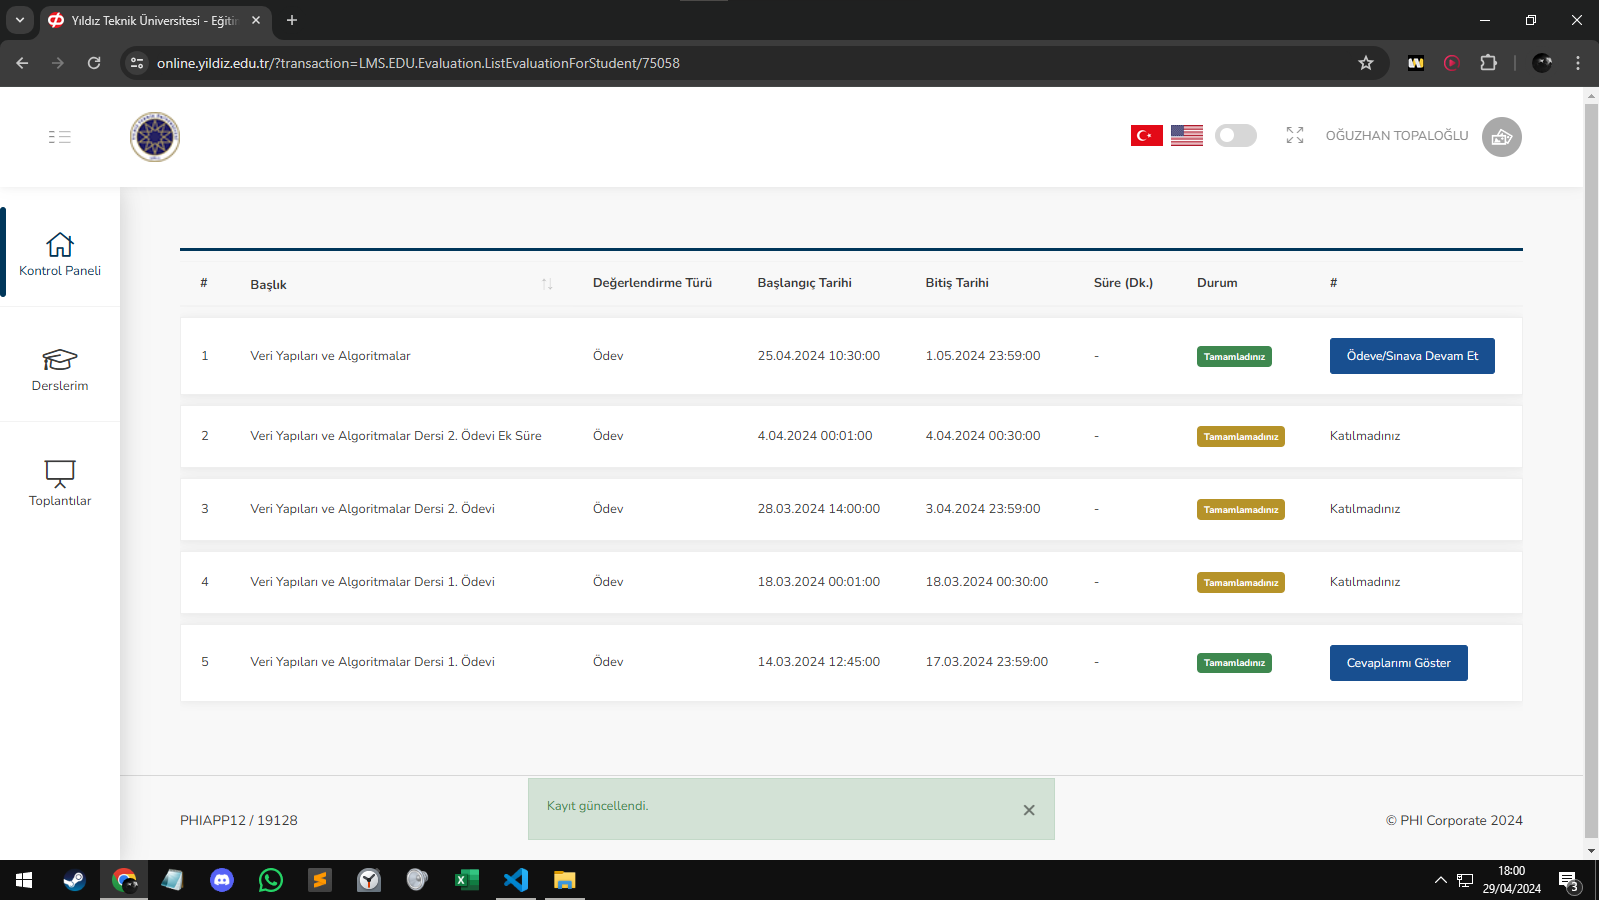 Yıldız Teknik Üniversitesi - Eğitim
online.yildiz.edu.tr/?transaction=LMS.EDU.Evaluation.ListEvaluationForStudent/75058
OĞUZHAN TOPALOĞLU
Kontrol Paneli
Derslerim
Toplantılar
# Başlık Değerlendirme Türü Başlangıç Tarihi Bitiş Tarihi Süre (Dk.) Durum #
1 Veri Yapıları ve Algoritmalar Ödev 25.04.2024 10:30:00 1.05.2024 23:59:00 - Tamamladınız Ödeve/Sınava Devam Et
2 Veri Yapıları ve Algoritmalar Dersi 2. Ödevi Ek Süre Ödev 4.04.2024 00:01:00 4.04.2024 00:30:00 - Tamamlamadınız Katılmadınız
3 Veri Yapıları ve Algoritmalar Dersi 2. Ödevi Ödev 28.03.2024 14:00:00 3.04.2024 23:59:00 - Tamamlamadınız Katılmadınız
4 Veri Yapıları ve Algoritmalar Dersi 1. Ödevi Ödev 18.03.2024 00:01:00 18.03.2024 00:30:00 - Tamamlamadınız Katılmadınız
5 Veri Yapıları ve Algoritmalar Dersi 1. Ödevi Ödev 14.03.2024 12:45:00 17.03.2024 23:59:00 - Tamamladınız Cevaplarımı Göster
Kayıt güncellendi.
PHIAPP12 / 19128
© PHI Corporate 2024
18:00
29/04/2024
3